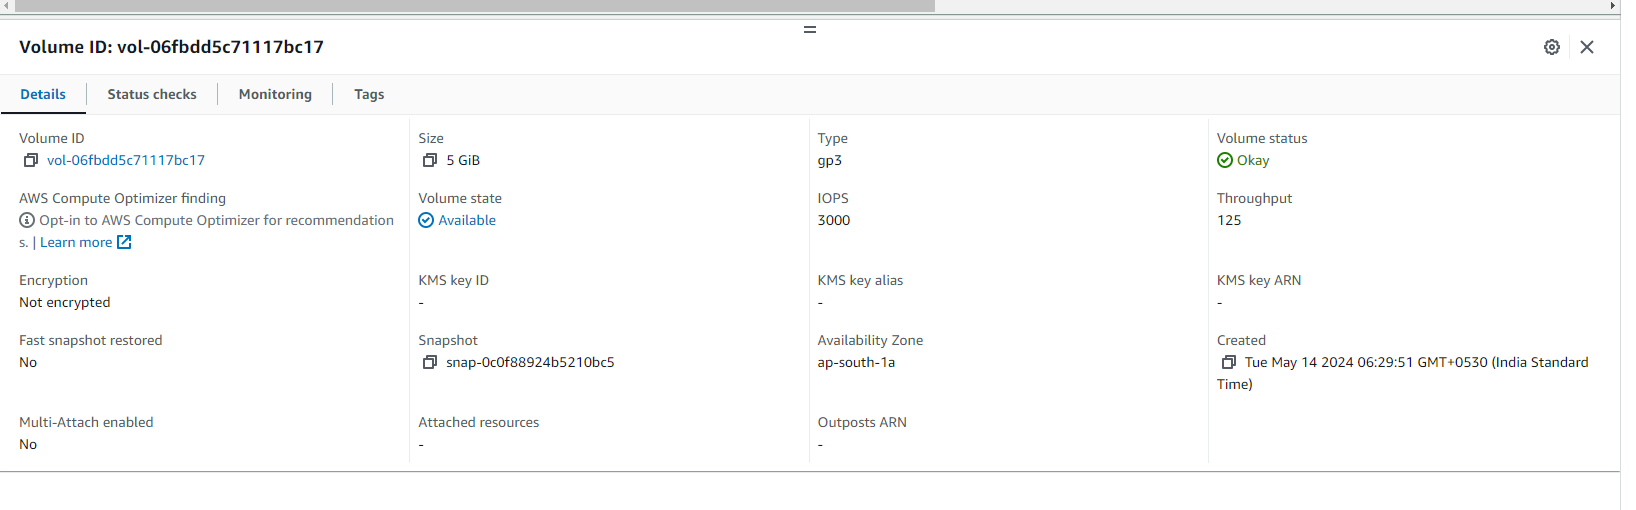 Volume ID: vol-06fbdd5c71117bc17
Details
Status checks
Monitoring
Tags
Volume ID
vol-06fbdd5c71117bc17
Size
5 GiB
Type
gp3
Volume status
Okay
AWS Compute Optimizer finding
Opt-in to AWS Compute Optimizer for recommendation
s. | Learn more
Volume state
Available
IOPS
3000
Throughput
125
Encryption
Not encrypted
KMS key ID
-
KMS key alias
-
KMS key ARN
-
Fast snapshot restored
No
Snapshot
snap-0c0f88924b5210bc5
Availability Zone
ap-south-1a
Created
Tue May 14 2024 06:29:51 GMT+0530 (India Standard
Time)
Multi-Attach enabled
No
Attached resources
-
Outposts ARN
-